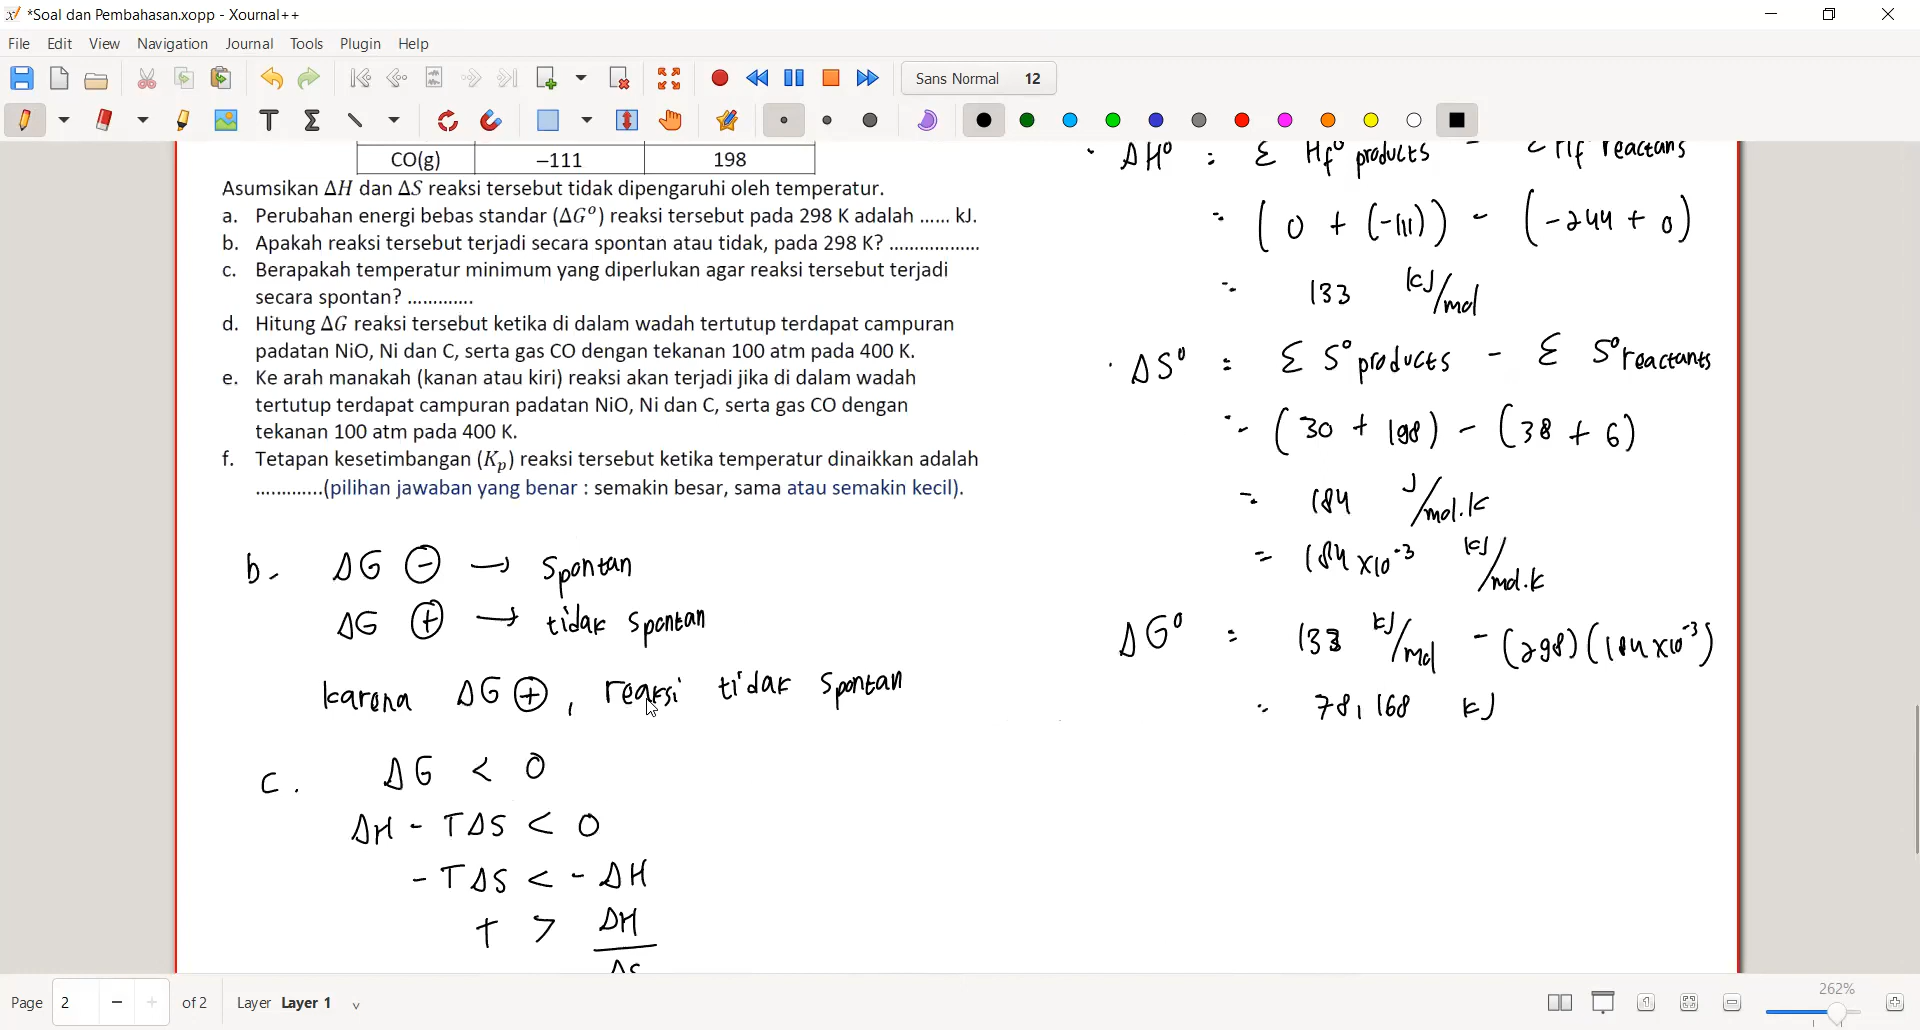 *Soal dan Pembahasan.xopp - Xournal++
File Edit View Navigation Journal Tools Plugin Help
Sans Normal 12
CO(g) –111 198
Asumsikan ΔH dan ΔS reaksi tersebut tidak dipengaruhi oleh temperatur.
a. Perubahan energi bebas standar (ΔG°) reaksi tersebut pada 298 K adalah ...... kJ.
b. Apakah reaksi tersebut terjadi secara spontan atau tidak, pada 298 K? ..................
c. Berapakah temperatur minimum yang diperlukan agar reaksi tersebut terjadi
secara spontan? .............
d. Hitung ΔG reaksi tersebut ketika di dalam wadah tertutup terdapat campuran
padatan NiO, Ni dan C, serta gas CO dengan tekanan 100 atm pada 400 K.
e. Ke arah manakah (kanan atau kiri) reaksi akan terjadi jika di dalam wadah
tertutup terdapat campuran padatan NiO, Ni dan C, serta gas CO dengan
tekanan 100 atm pada 400 K.
f. Tetapan kesetimbangan (Kp) reaksi tersebut ketika temperatur dinaikkan adalah
.............(pilihan jawaban yang benar : semakin besar, sama atau semakin kecil).
b. ΔG ⊖ → spontan
ΔG ⊕ → tidak spontan
karena ΔG ⊕, reaksi tidak spontan
c. ΔG < 0
ΔH - TΔS < 0
- TΔS < - ΔH
T > ΔH
ΔS
· ΔH° = Σ Hf° products - Σ Hf reactans
= (0 + (-111)) - (-244 + 0)
= 133 kJ/mol
· ΔS° = Σ S° products - Σ S° reactants
= (30 + 198) - (38 + 6)
= 184 J/mol.K
= 184 x10⁻³ kJ/mol.K
ΔG° = 133 kJ/mol - (298)(184x10⁻³)
= 78,168 kJ
Page 2 of 2 Layer Layer 1 262%